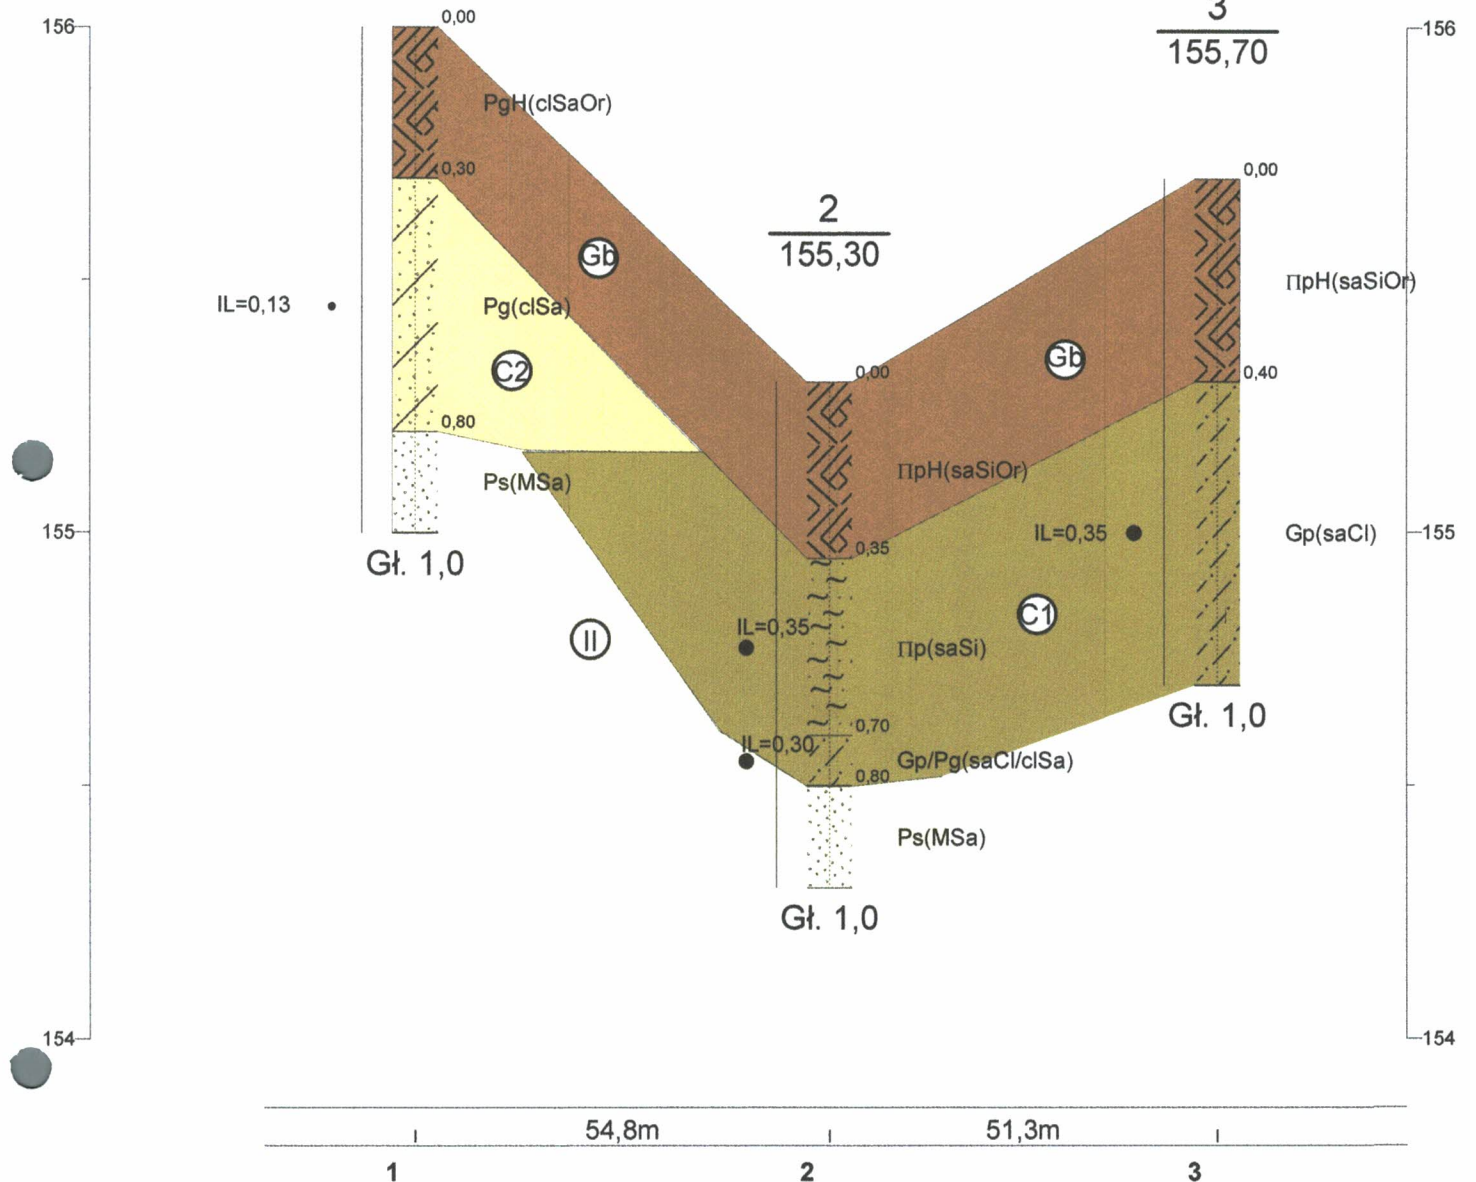 3
156
0,00
156
155,70
PgH(clSaOr)
0,30
0,00
2
155,30
Gb
ПpH(saSiOr)
IL=0,13
Pg(clSa)
Gb
C2
0,00
0,40
0,80
Ps(MSa)
ПpH(saSiOr)
155
IL=0,35
Gp(saCl)
155
0,35
Gł. 1,0
C1
II
IL=0,35
Пp(saSi)
Gł. 1,0
0,70
IL=0,30
Gp/Pg(saCl/clSa)
0,80
Ps(MSa)
Gł. 1,0
154
154
54,8m
51,3m
1
2
3